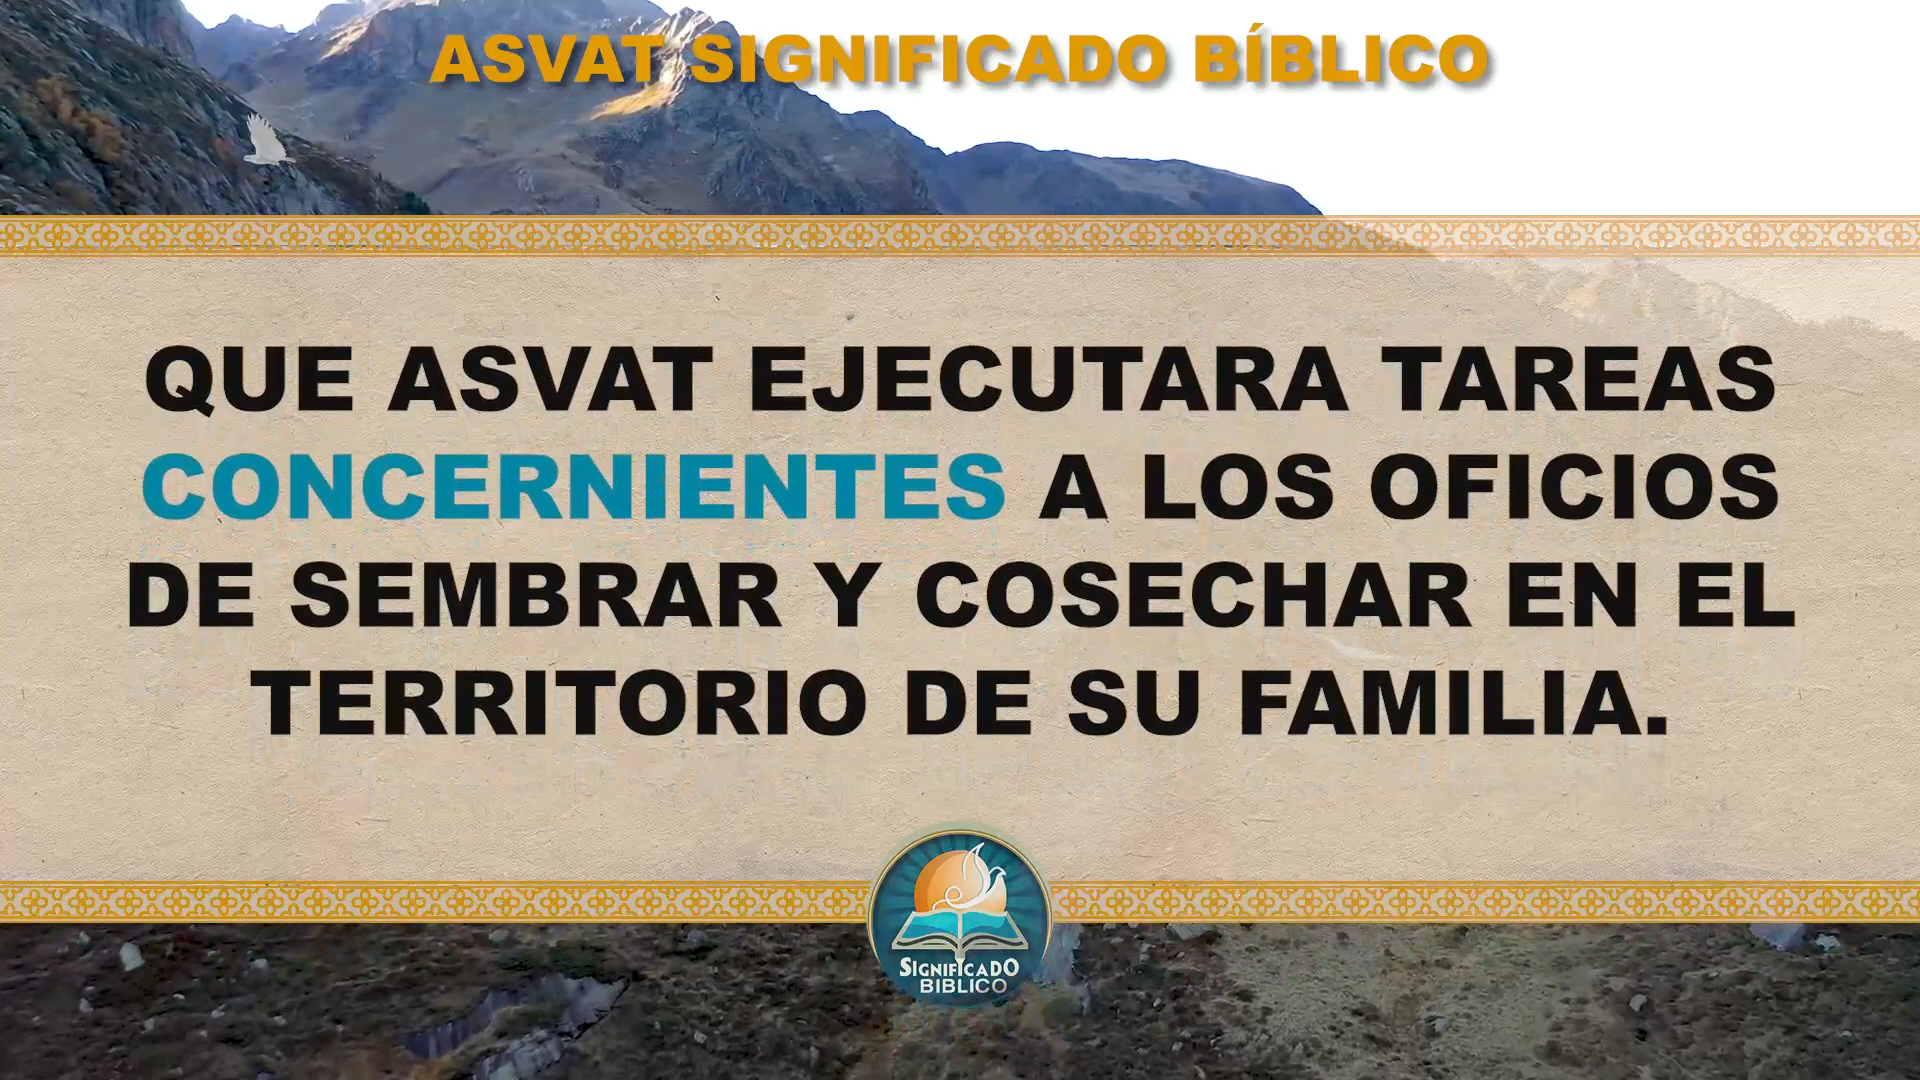 ASVAT SIGNIFICADO BÍBLICO
QUE ASVAT EJECUTARA TAREAS
CONCERNIENTES A LOS OFICIOS
DE SEMBRAR Y COSECHAR EN EL
TERRITORIO DE SU FAMILIA.
SIGNIFICADO
BIBLICO